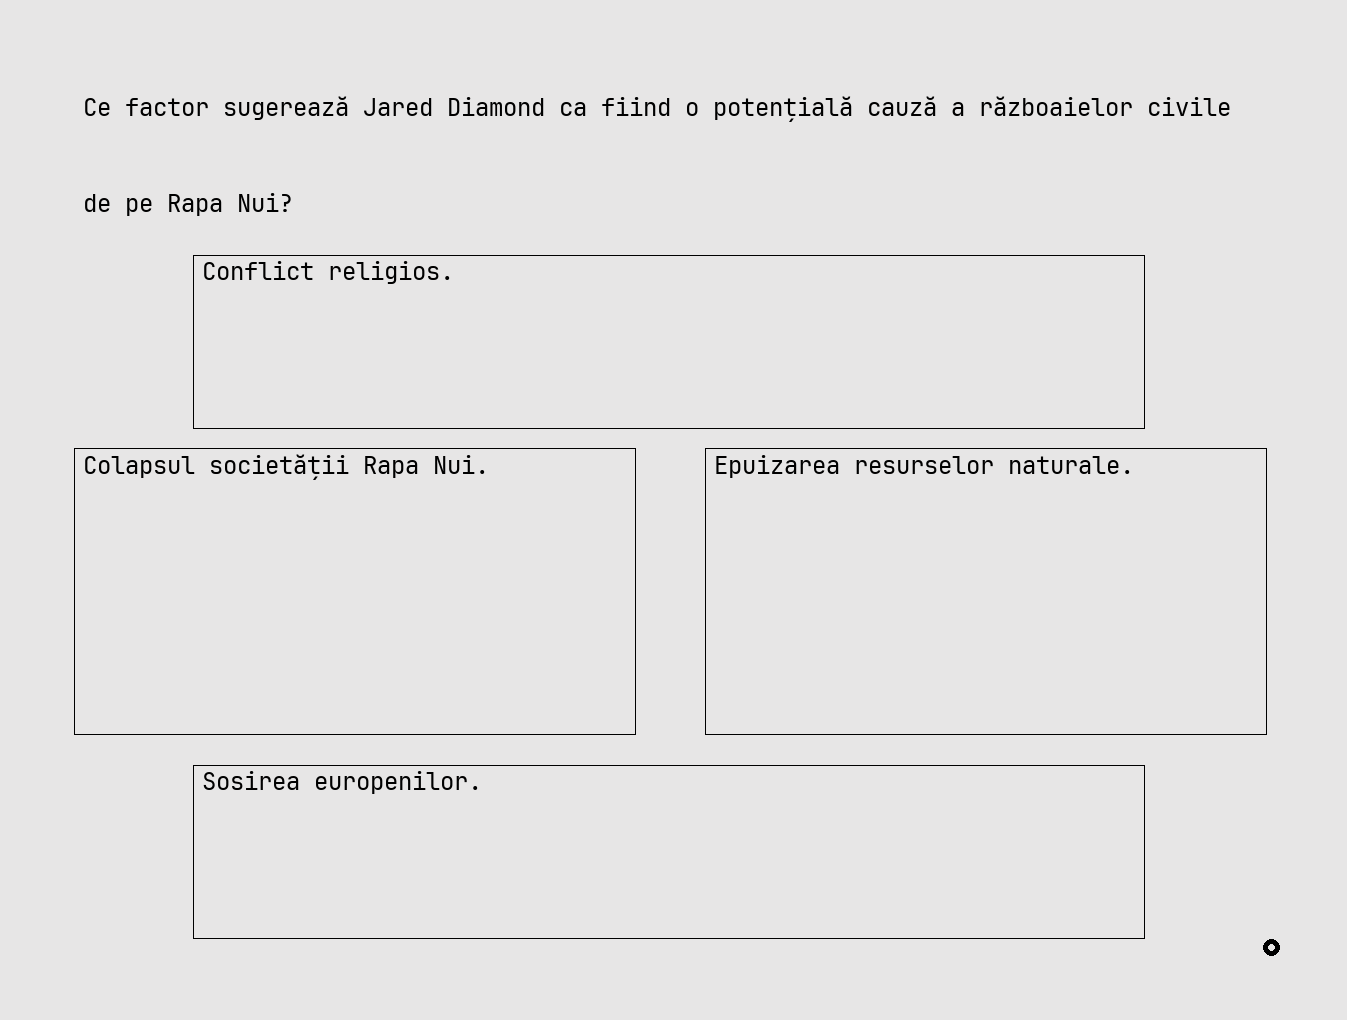 Ce factor sugerează Jared Diamond ca fiind o potențială cauză a războaielor civile
de pe Rapa Nui?
Conflict religios.
Colapsul societății Rapa Nui.
Epuizarea resurselor naturale.
Sosirea europenilor.